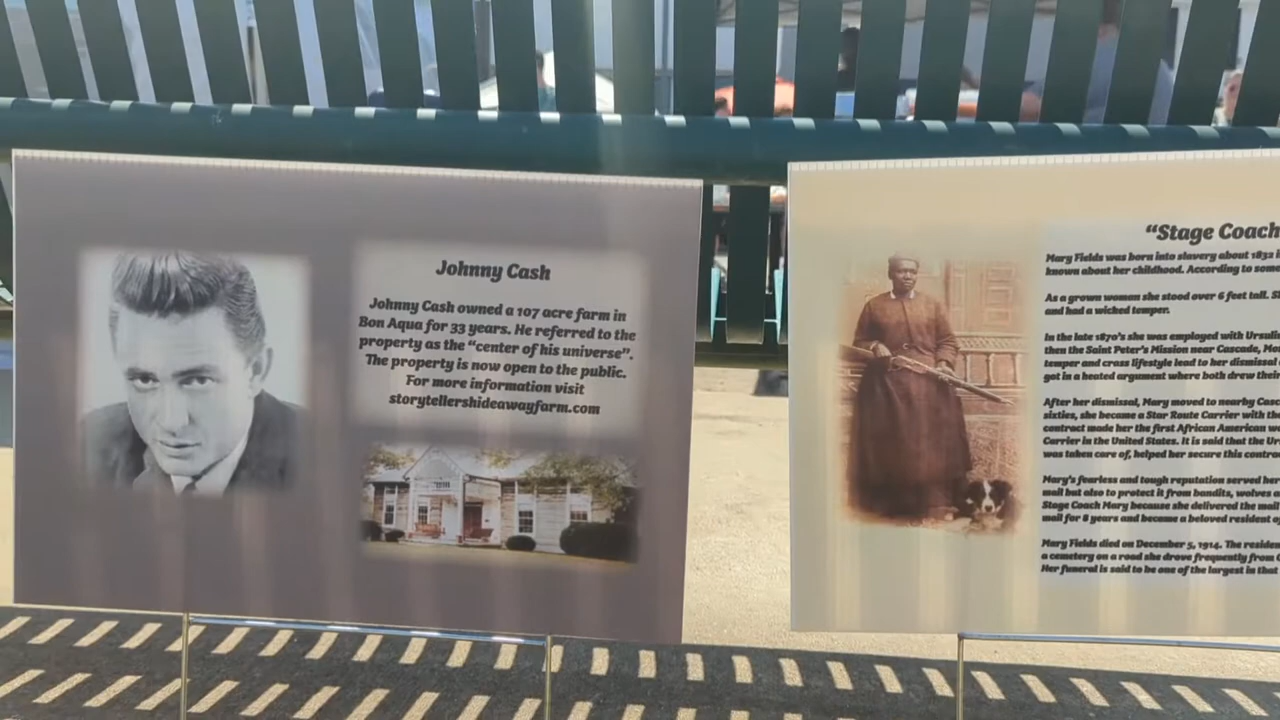 Johnny Cash
Johnny Cash owned a 107 acre farm in
Bon Aqua for 33 years. He referred to the
property as the “center of his universe”.
The property is now open to the public.
For more information visit
storytellershideawayfarm.com
“Stage Coach
Mary Fields was born into slavery about 1832
known about her childhood. According to
As a grown woman she stood over 6 feet tall.
and had a wicked temper.
In the late 1870's she was employed with
then the Saint Peter's Mission near Cascade,
temper and crass lifestyle lead to her
got in a heated argument where both drew their
After her dismissal, Mary moved to nearby
sixties, she became a Star Route Carrier with
contract made her the first African American
Carrier in the United States. It is said that the
was taken care of, helped her secure this
Mary's fearless and tough reputation served her
mail but also to protect it from bandits, wolves
Stage Coach Mary because she delivered the mail
mail for 8 years and became a beloved resident
Mary Fields died on December 5, 1914. The
a cemetery on a road she drove frequently from
Her funeral is said to be one of the largest in that